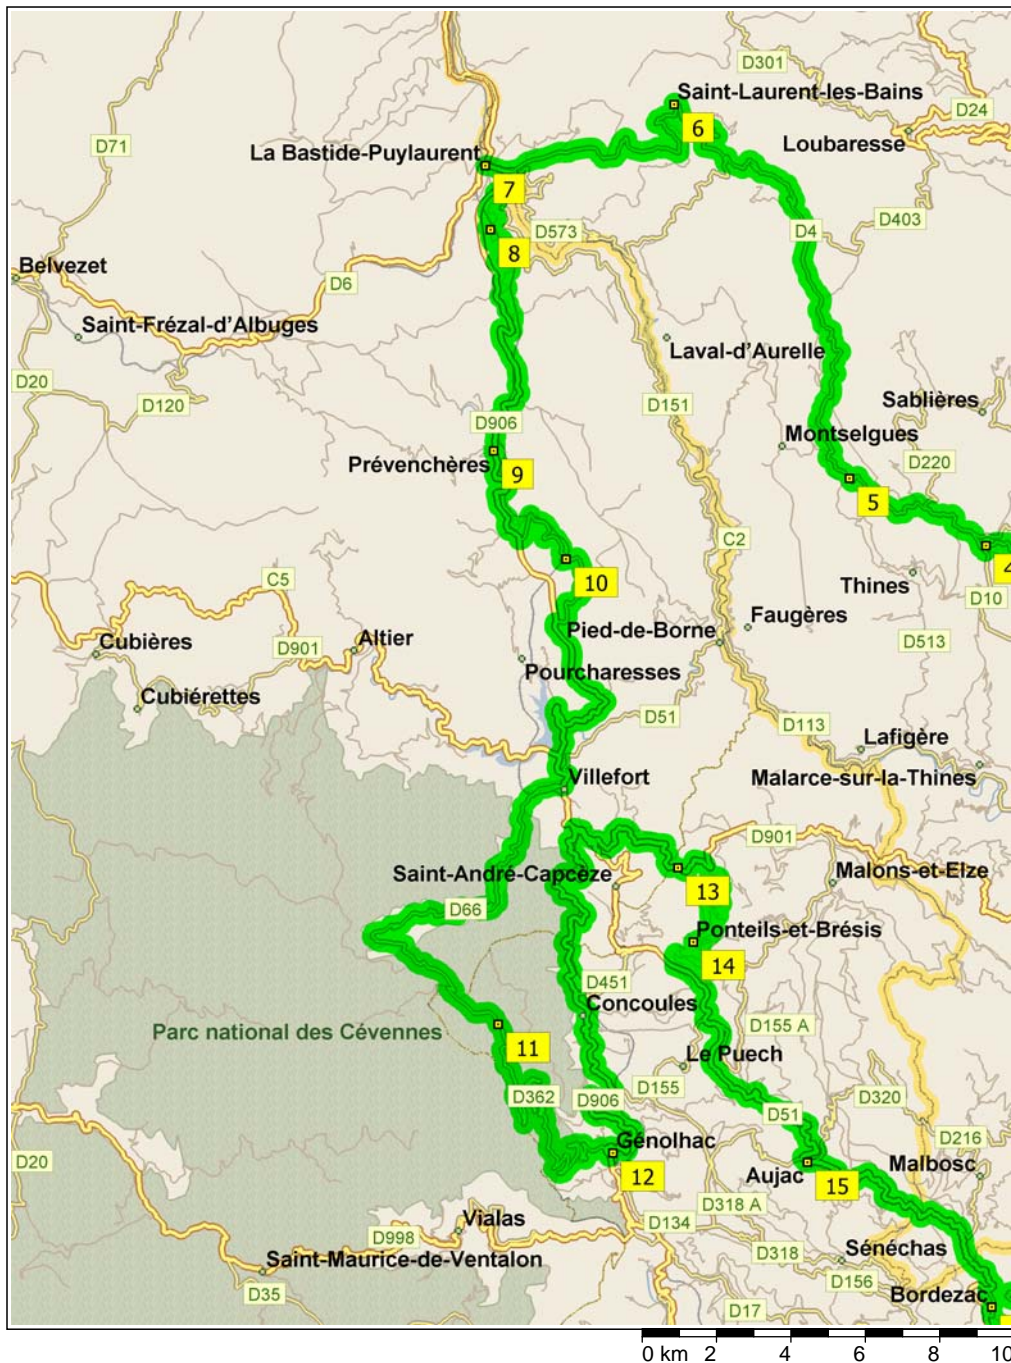 D301
Saint-Laurent-les-Bains
D24
6
D71
Loubaresse
La Bastide-Puylaurent
7
D403
D4
D573
8
Belvezet
D6
Saint-Frézal-d'Albuges
Laval-d'Aurelle
D20
Sablières
D120
D151
D906
Montselgues
Prévenchères
9
D220
5
C2
4
10
C5
Thines
D10
Faugères
Pied-de-Borne
Altier
Cubières
D901
D513
Pourcharesses
Cubiérettes
D51
D113
Lafigère
Villefort
Malarce-sur-la-Thines
D901
Saint-André-Capcèze
Malons-et-Elze
13
D66
Ponteils-et-Brésis
14
D451
Concoules
D155 A
Parc national des Cévennes
11
Le Puech
D155
D362
D906
D320
D51
D216
Génolhac
D20
Malbosc
12
Aujac
15
D318 A
Vialas
D134
D998
Sénéchas
D318
Saint-Maurice-de-Ventalon
D156
D35
Bordezac
D17
0 km 2 4 6 8 10